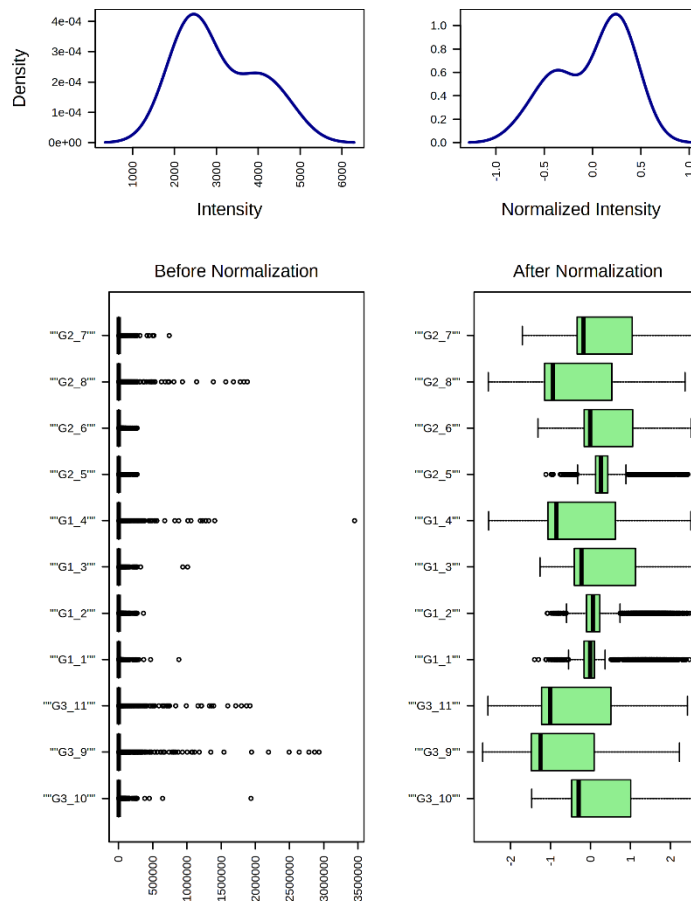 Density
4e-04
3e-04
2e-04
1e-04
0e+00
1000 2000 3000 4000 5000 6000
Intensity
1.0
0.8
0.6
0.4
0.2
0.0
-1.0 -0.5 0.0 0.5 1.0
Normalized Intensity
Before Normalization
""G2_7""
""G2_8""
""G2_6""
""G2_5""
""G1_4""
""G1_3""
""G1_2""
""G1_1""
""G3_11""
""G3_9""
""G3_10""
0 500000 1000000 1500000 2000000 2500000 3000000 3500000
After Normalization
""G2_7""
""G2_8""
""G2_6""
""G2_5""
""G1_4""
""G1_3""
""G1_2""
""G1_1""
""G3_11""
""G3_9""
""G3_10""
-2 -1 0 1 2